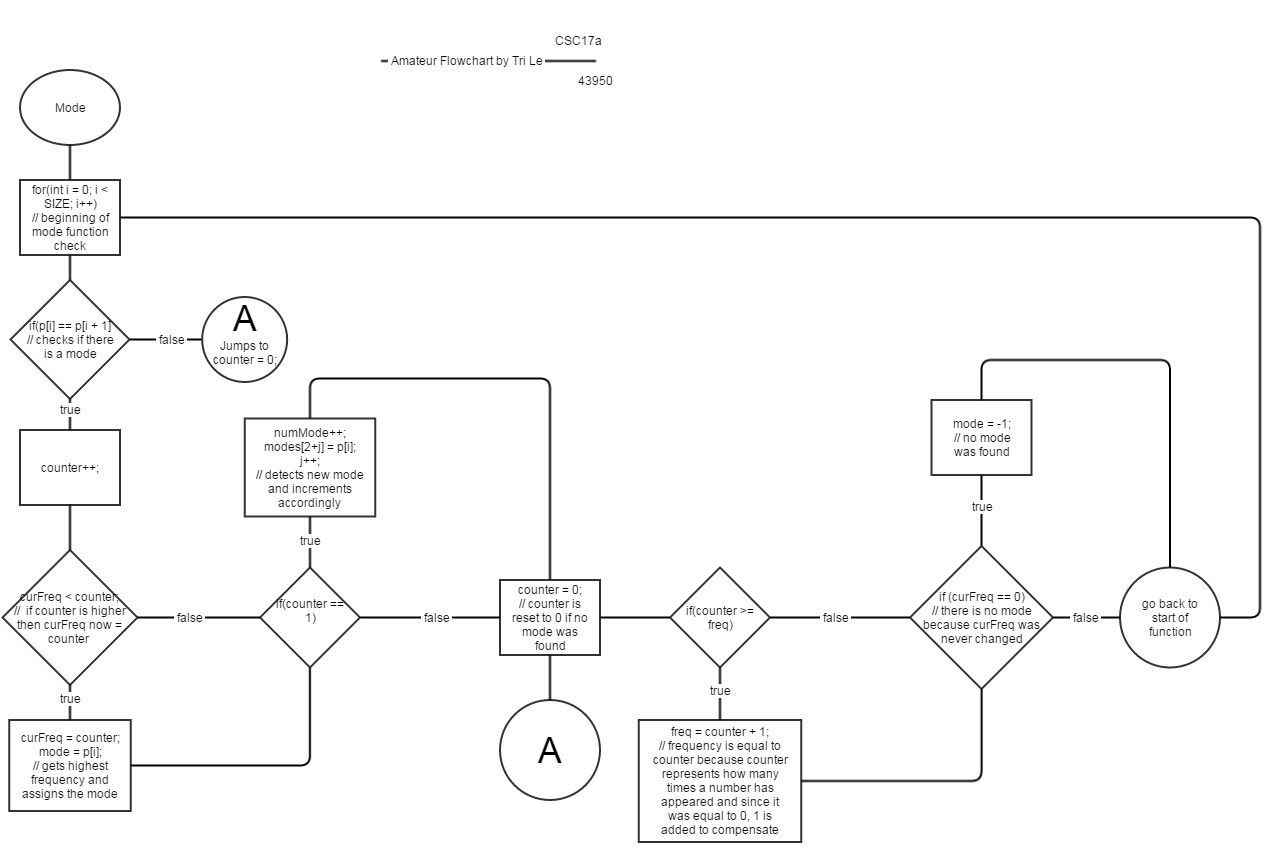 CSC17a
Amateur Flowchart by Tri Le
43950
Mode
for(int i = 0; i <
SIZE; i++)
// beginning of
mode function
check
if(p[i] == p[i + 1]
// checks if there
is a mode
false
A
Jumps to
counter = 0;
true
counter++;
curFreq < counter;
// if counter is higher
then curFreq now =
counter
false
true
curFreq = counter;
mode = p[i];
// gets highest
frequency and
assigns the mode
numMode++;
modes[2+j] = p[i];
j++;
// detects new mode
and increments
accordingly
true
if(counter ==
1)
false
counter = 0;
// counter is
reset to 0 if no
mode was
found
A
if(counter >=
freq)
false
true
freq = counter + 1;
// frequency is equal to
counter because counter
represents how many
times a number has
appeared and since it
was equal to 0, 1 is
added to compensate
mode = -1;
// no mode
was found
true
if (curFreq == 0)
// there is no mode
because curFreq was
never changed
false
go back to
start of
function